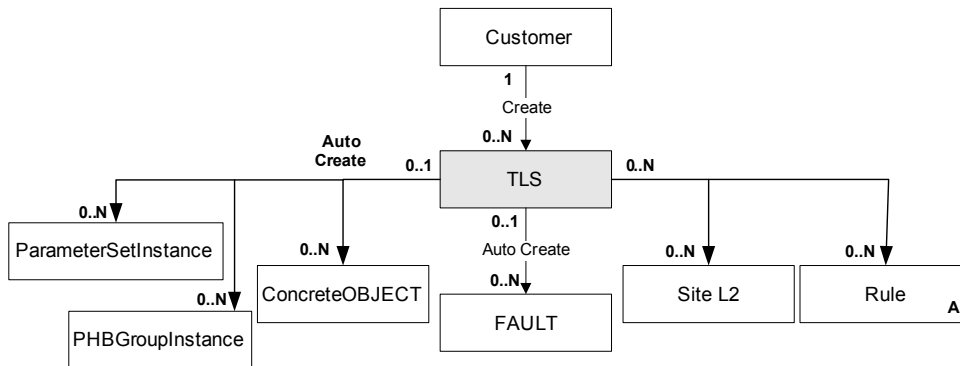 Customer
1
Create
0..N
Auto
Create
0..1
TLS
0..N
0..1
Auto Create
0..N
ParameterSetInstance
0..N
PHBGroupInstance
0..N
ConcreteOBJECT
0..N
FAULT
0..N
Site L2
0..N
Rule
A